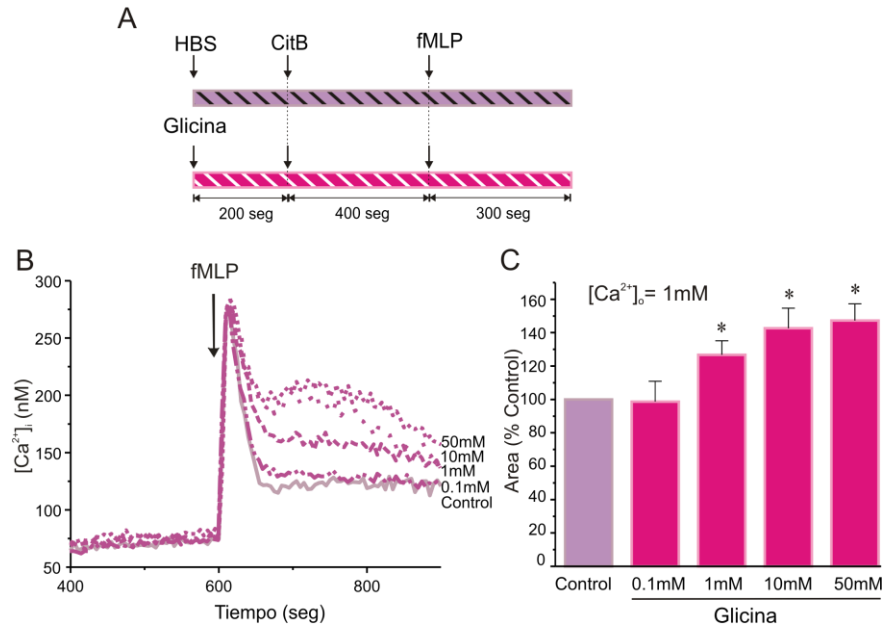 A
HBS CitB fMLP
Glicina
200 seg 400 seg 300 seg
B
fMLP
300
250
200
150
100
50
[Ca²⁺]ᵢ (nM)
50mM
10mM
1mM
0.1mM
Control
400 600 800
Tiempo (seg)
C
[Ca²⁺]ₒ= 1mM
160
140
120
100
80
60
40
20
0
Area (% Control)
* * *
Control 0.1mM 1mM 10mM 50mM
Glicina